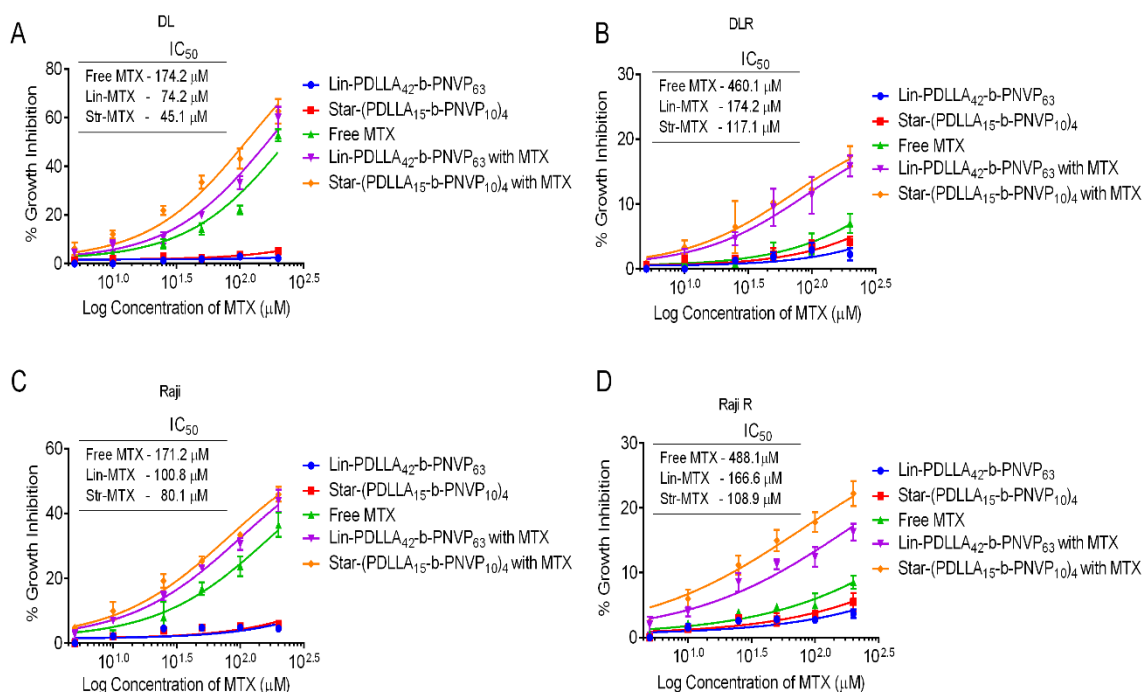 A
DL
IC50
Free MTX - 174.2 μM
Lin-MTX - 74.2 μM
Str-MTX - 45.1 μM
80
60
40
20
0
% Growth Inhibition
10^1.0 10^1.5 10^2.0 10^2.5
Log Concentration of MTX (μM)
Lin-PDLLA42-b-PNVP63
Star-(PDLLA15-b-PNVP10)4
Free MTX
Lin-PDLLA42-b-PNVP63 with MTX
Star-(PDLLA15-b-PNVP10)4 with MTX
B
DLR
IC50
Free MTX - 460.1 μM
Lin-MTX - 174.2 μM
Str-MTX - 117.1 μM
30
20
10
0
% Growth Inhibition
10^1.0 10^1.5 10^2.0 10^2.5
Log Concentration of MTX (μM)
Lin-PDLLA42-b-PNVP63
Star-(PDLLA15-b-PNVP10)4
Free MTX
Lin-PDLLA42-b-PNVP63 with MTX
Star-(PDLLA15-b-PNVP10)4 with MTX
C
Raji
IC50
Free MTX - 171.2 μM
Lin-MTX - 100.8 μM
Str-MTX - 80.1 μM
60
40
20
0
% Growth Inhibition
10^1.0 10^1.5 10^2.0 10^2.5
Log Concentration of MTX (μM)
Lin-PDLLA42-b-PNVP63
Star-(PDLLA15-b-PNVP10)4
Free MTX
Lin-PDLLA42-b-PNVP63 with MTX
Star-(PDLLA15-b-PNVP10)4 with MTX
D
Raji R
IC50
Free MTX - 488.1μM
Lin-MTX - 166.6 μM
Str-MTX - 108.9 μM
30
20
10
0
% Growth Inhibition
10^1.0 10^1.5 10^2.0 10^2.5
Log Concentration of MTX (μM)
Lin-PDLLA42-b-PNVP63
Star-(PDLLA15-b-PNVP10)4
Free MTX
Lin-PDLLA42-b-PNVP63 with MTX
Star-(PDLLA15-b-PNVP10)4 with MTX